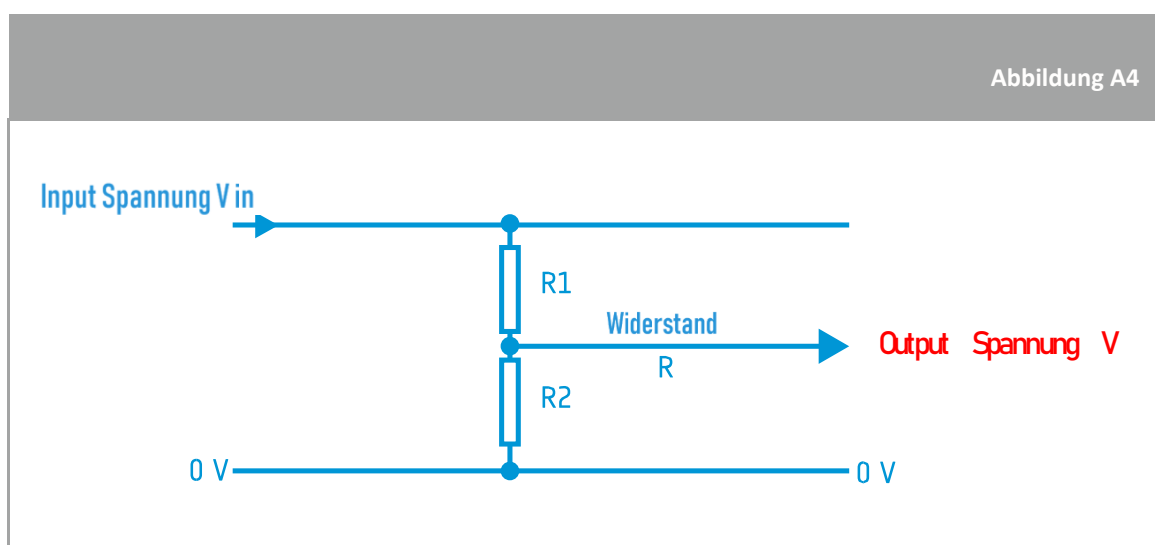 Abbildung A4
Input Spannung V in
R1
Widerstand
Output Spannung V
R
R2
0 V
0 V